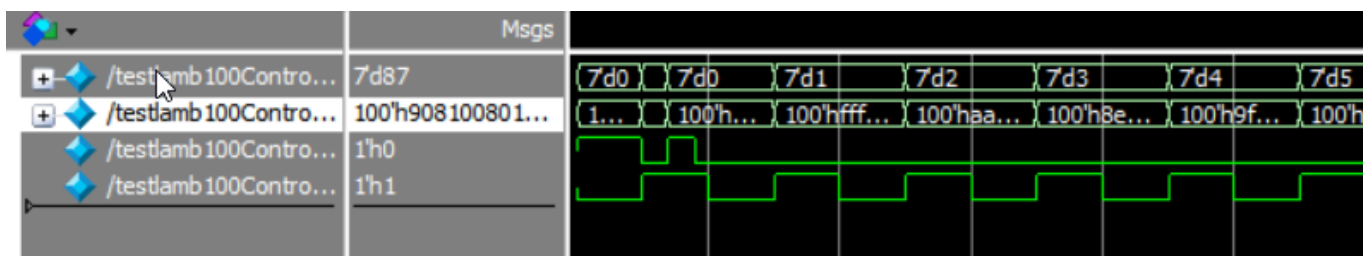 Msgs
/testlamb100Contro... 7'd87 7'd0 7'd0 7'd1 7'd2 7'd3 7'd4 7'd5
/testlamb100Contro... 100'h908100801... 1... 100'h... 100'hfff... 100'haa... 100'h8e... 100'h9f... 100'h
/testlamb100Contro... 1'h0
/testlamb100Contro... 1'h1